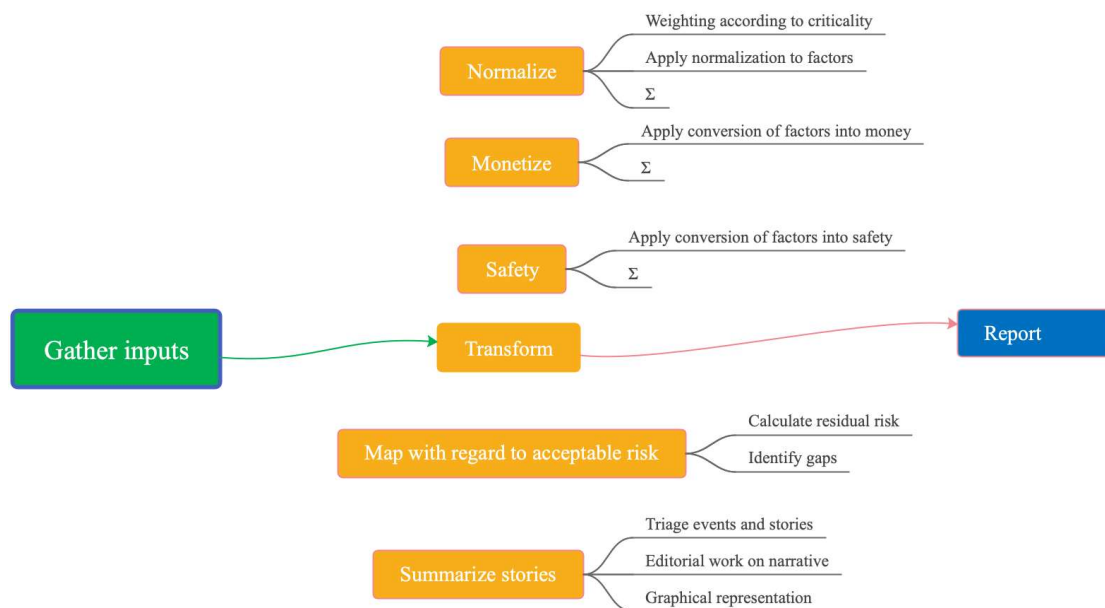 Weighting according to criticality
Normalize
Apply normalization to factors
Σ
Apply conversion of factors into money
Monetize
Σ
Apply conversion of factors into safety
Safety
Σ
Gather inputs
Transform
Report
Calculate residual risk
Map with regard to acceptable risk
Identify gaps
Triage events and stories
Summarize stories
Editorial work on narrative
Graphical representation